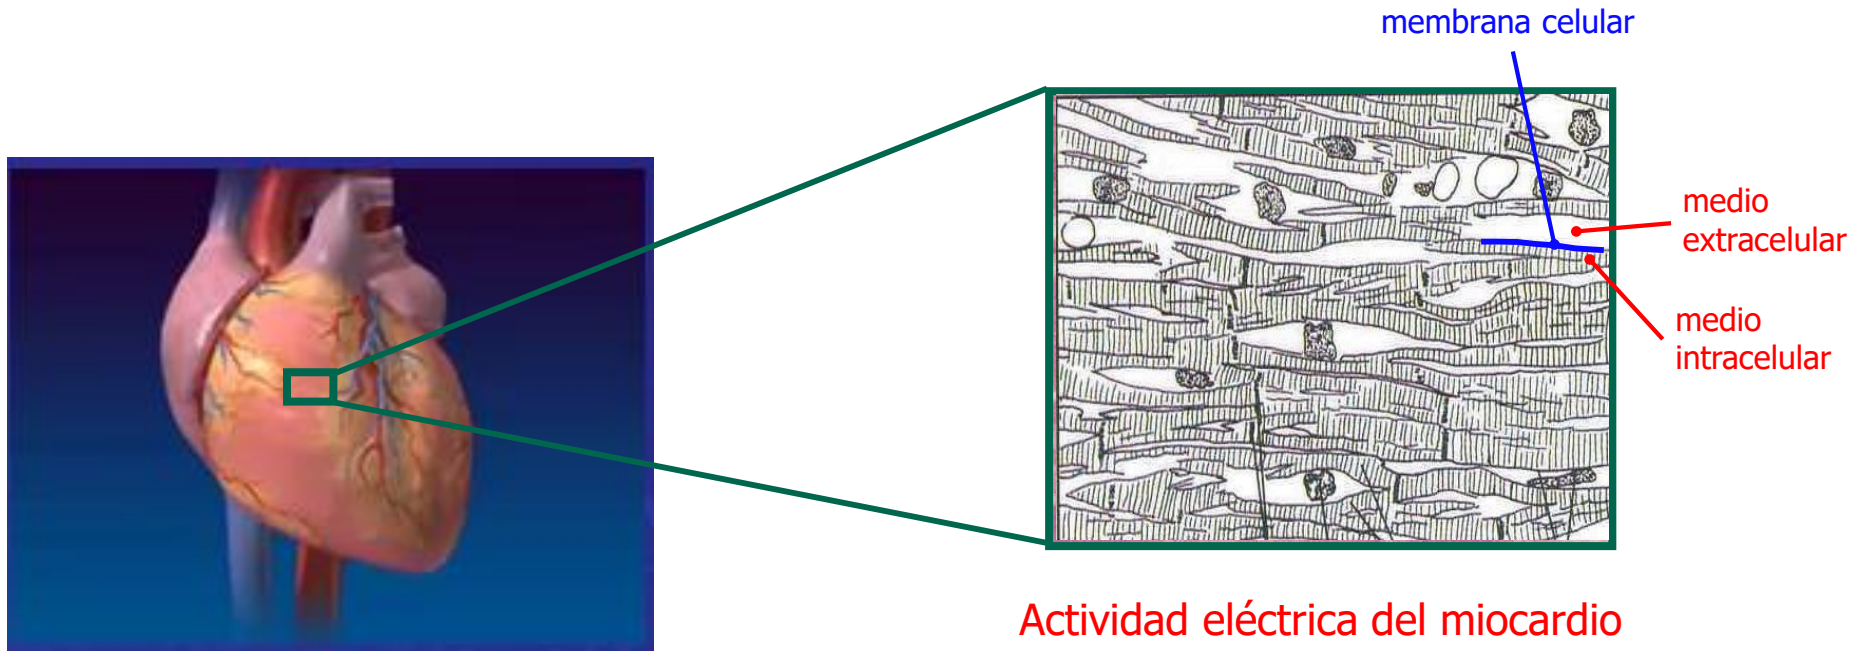 membrana celular
medio
extracelular
medio
intracelular
Actividad eléctrica del miocardio